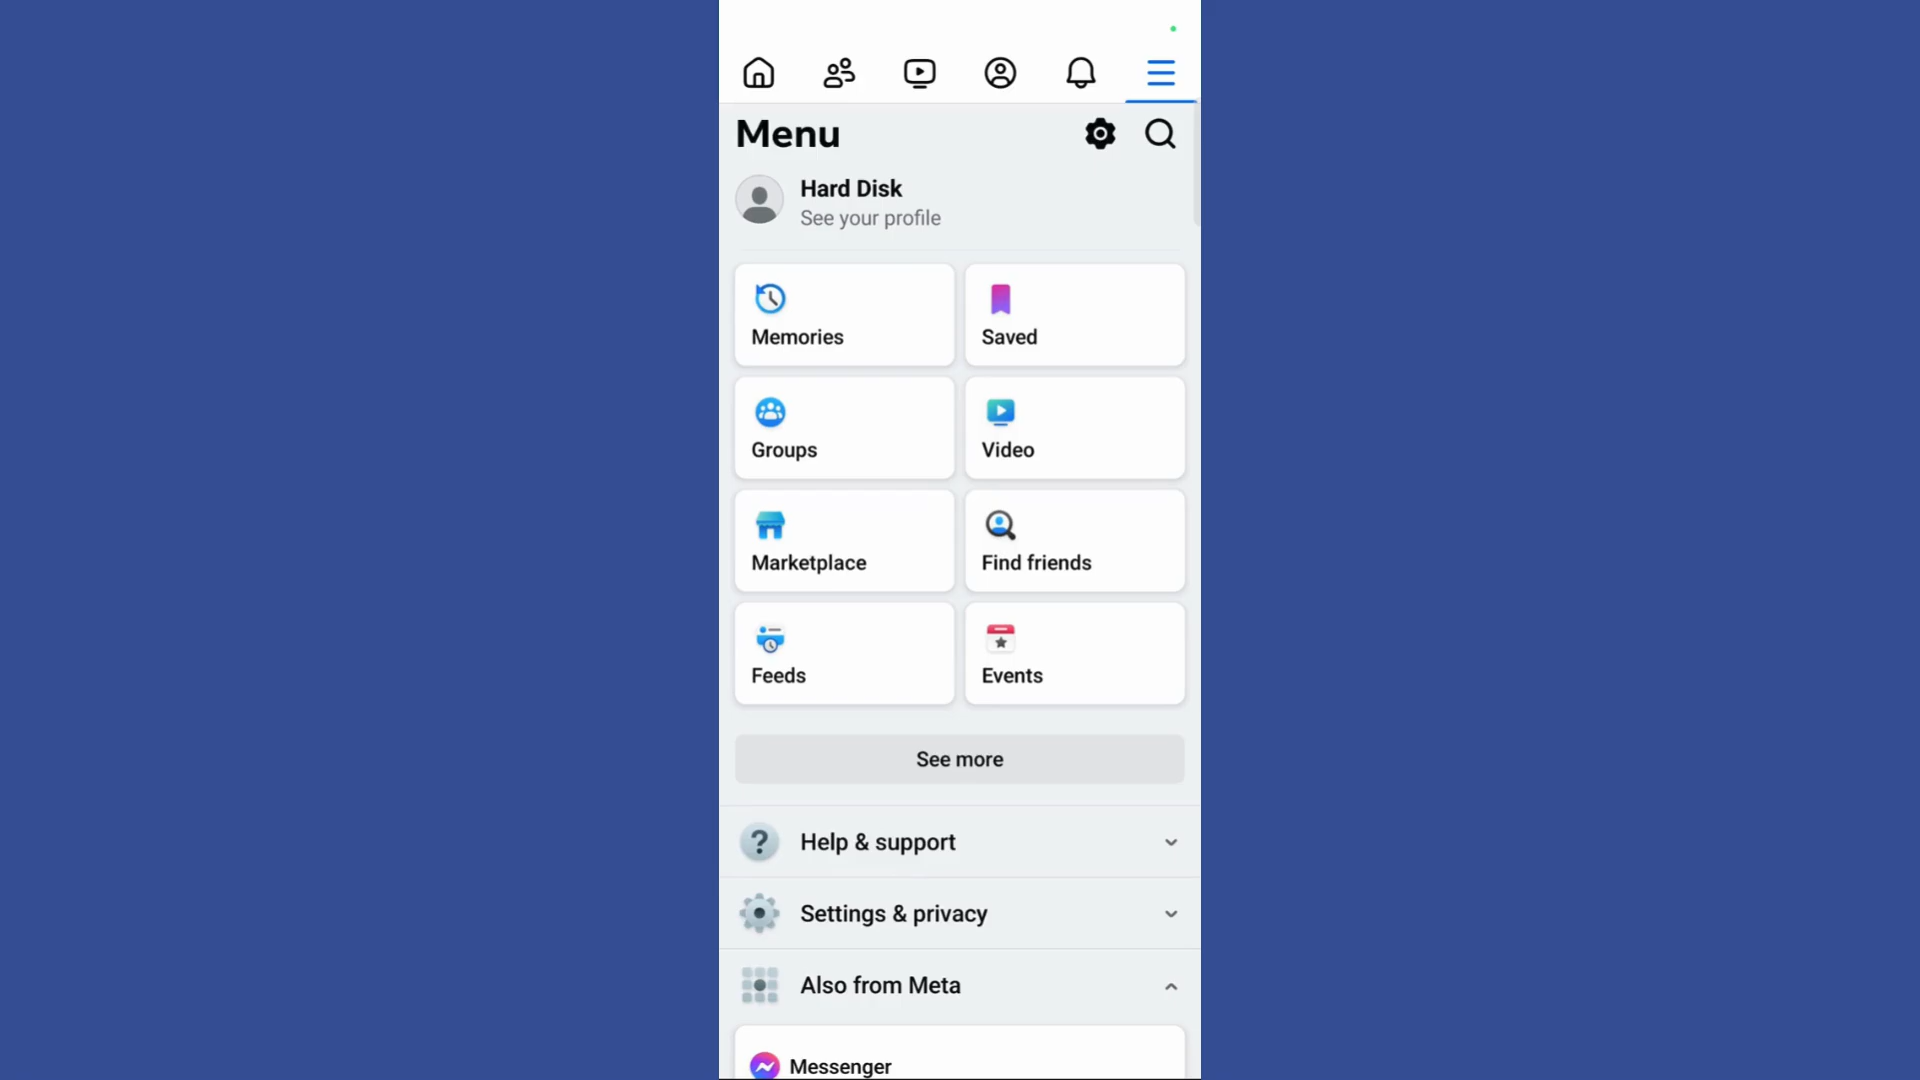 Menu
Hard Disk
See your profile
Memories
Saved
Groups
Video
Marketplace
Find friends
Feeds
Events
See more
Help & support
Settings & privacy
Also from Meta
Messenger